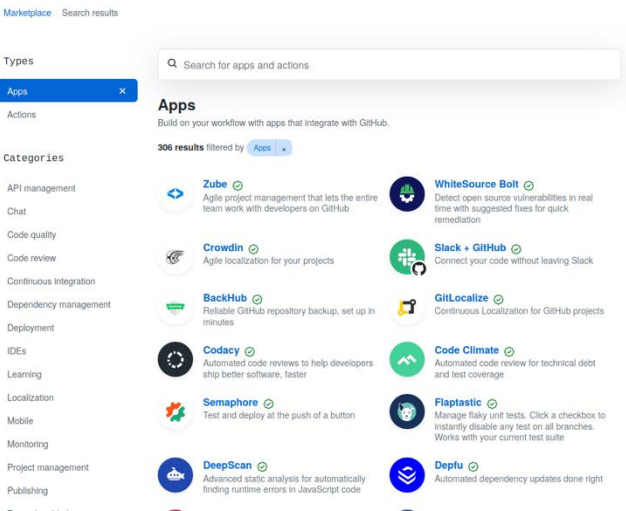 Marketplace Search results
Types
Apps ×
Actions
Categories
API management
Chat
Code quality
Code review
Continuous integration
Dependency management
Deployment
IDEs
Learning
Localization
Mobile
Monitoring
Project management
Publishing
Search for apps and actions
Apps
Build on your workflow with apps that integrate with GitHub.
306 results filtered by Apps ×
Zube
Agile project management that lets the entire
team work with developers on GitHub
WhiteSource Bolt
Detect open source vulnerabilities in real
time with suggested fixes for quick
remediation
Crowdin
Agile localization for your projects
Slack + GitHub
Connect your code without leaving Slack
BackHub
Reliable GitHub repository backup, set up in
minutes
GitLocalize
Continuous Localization for GitHub projects
Codacy
Automated code reviews to help developers
ship better software, faster
Code Climate
Automated code review for technical debt
and test coverage
Semaphore
Test and deploy at the push of a button
Flaptastic
Manage flaky unit tests. Click a checkbox to
instantly disable any test on all branches.
Works with your current test suite
DeepScan
Advanced static analysis for automatically
finding runtime errors in JavaScript code
Depfu
Automated dependency updates done right